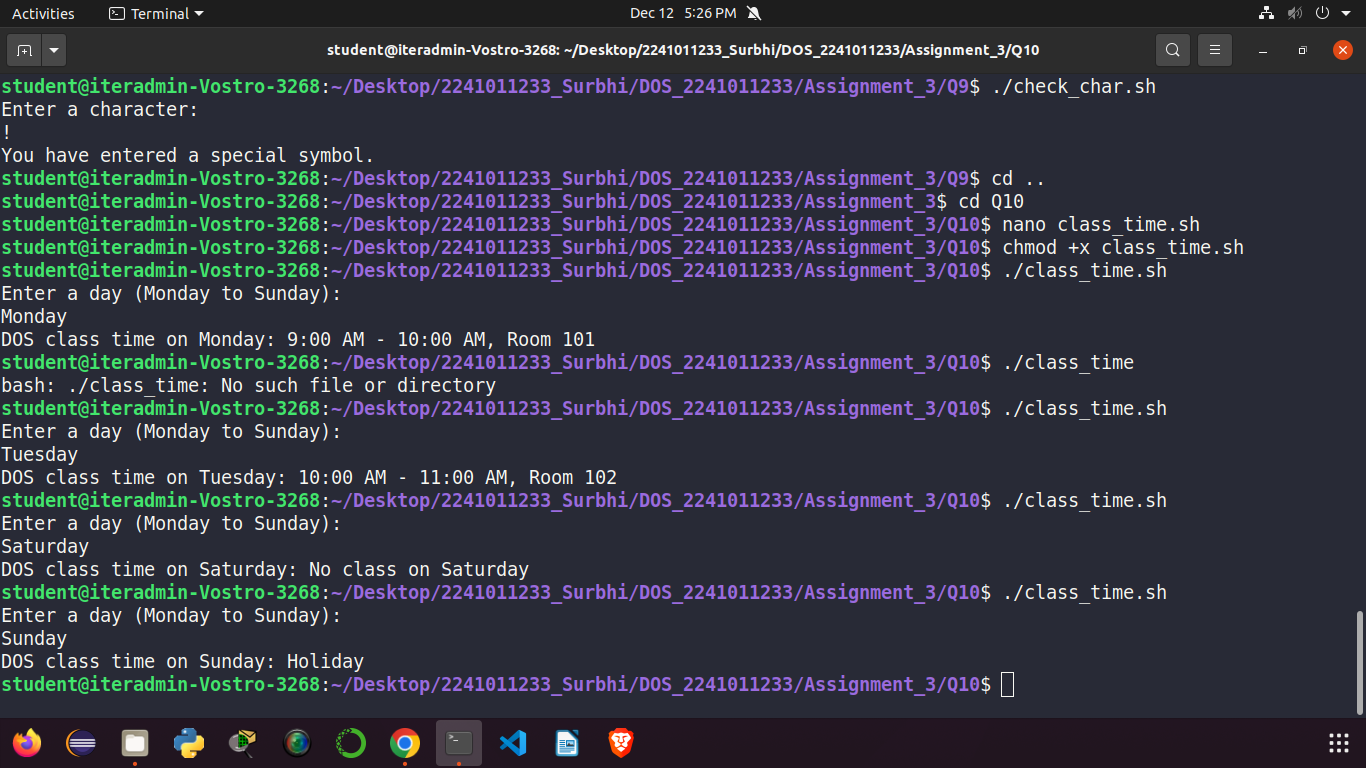 Activities
Terminal
Dec 12 5:26 PM
student@iteradmin-Vostro-3268: ~/Desktop/2241011233_Surbhi/DOS_2241011233/Assignment_3/Q10
student@iteradmin-Vostro-3268:~/Desktop/2241011233_Surbhi/DOS_2241011233/Assignment_3/Q9$ ./check_char.sh
Enter a character:
!
You have entered a special symbol.
student@iteradmin-Vostro-3268:~/Desktop/2241011233_Surbhi/DOS_2241011233/Assignment_3/Q9$ cd ..
student@iteradmin-Vostro-3268:~/Desktop/2241011233_Surbhi/DOS_2241011233/Assignment_3$ cd Q10
student@iteradmin-Vostro-3268:~/Desktop/2241011233_Surbhi/DOS_2241011233/Assignment_3/Q10$ nano class_time.sh
student@iteradmin-Vostro-3268:~/Desktop/2241011233_Surbhi/DOS_2241011233/Assignment_3/Q10$ chmod +x class_time.sh
student@iteradmin-Vostro-3268:~/Desktop/2241011233_Surbhi/DOS_2241011233/Assignment_3/Q10$ ./class_time.sh
Enter a day (Monday to Sunday):
Monday
DOS class time on Monday: 9:00 AM - 10:00 AM, Room 101
student@iteradmin-Vostro-3268:~/Desktop/2241011233_Surbhi/DOS_2241011233/Assignment_3/Q10$ ./class_time
bash: ./class_time: No such file or directory
student@iteradmin-Vostro-3268:~/Desktop/2241011233_Surbhi/DOS_2241011233/Assignment_3/Q10$ ./class_time.sh
Enter a day (Monday to Sunday):
Tuesday
DOS class time on Tuesday: 10:00 AM - 11:00 AM, Room 102
student@iteradmin-Vostro-3268:~/Desktop/2241011233_Surbhi/DOS_2241011233/Assignment_3/Q10$ ./class_time.sh
Enter a day (Monday to Sunday):
Saturday
DOS class time on Saturday: No class on Saturday
student@iteradmin-Vostro-3268:~/Desktop/2241011233_Surbhi/DOS_2241011233/Assignment_3/Q10$ ./class_time.sh
Enter a day (Monday to Sunday):
Sunday
DOS class time on Sunday: Holiday
student@iteradmin-Vostro-3268:~/Desktop/2241011233_Surbhi/DOS_2241011233/Assignment_3/Q10$